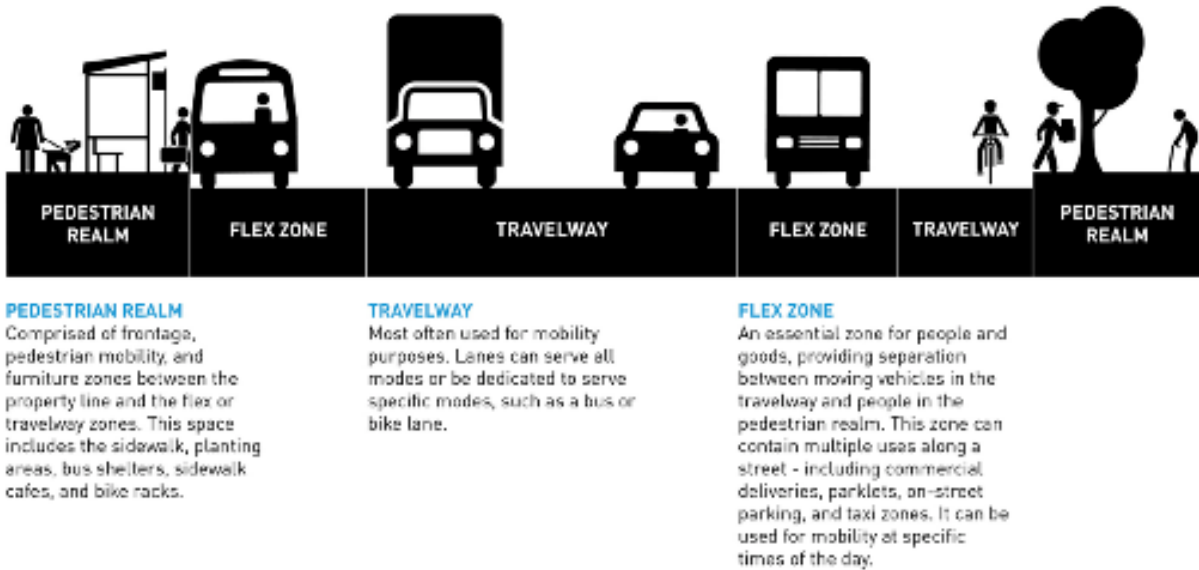 PEDESTRIAN
REALM
FLEX ZONE
TRAVELWAY
FLEX ZONE
TRAVELWAY
PEDESTRIAN
REALM
PEDESTRIAN REALM
Comprised of frontage,
pedestrian mobility, and
furniture zones between the
property line and the flex or
travelway zones. This space
includes the sidewalk, planting
areas, bus shelters, sidewalk
cafes, and bike racks.
TRAVELWAY
Most often used for mobility
purposes. Lanes can serve all
modes or be dedicated to serve
specific modes, such as a bus or
bike lane.
FLEX ZONE
An essential zone for people and
goods, providing separation
between moving vehicles in the
travelway and people in the
pedestrian realm. This zone can
contain multiple uses along a
street - including commercial
deliveries, parklets, on-street
parking, and taxi zones. It can be
used for mobility at specific
times of the day.